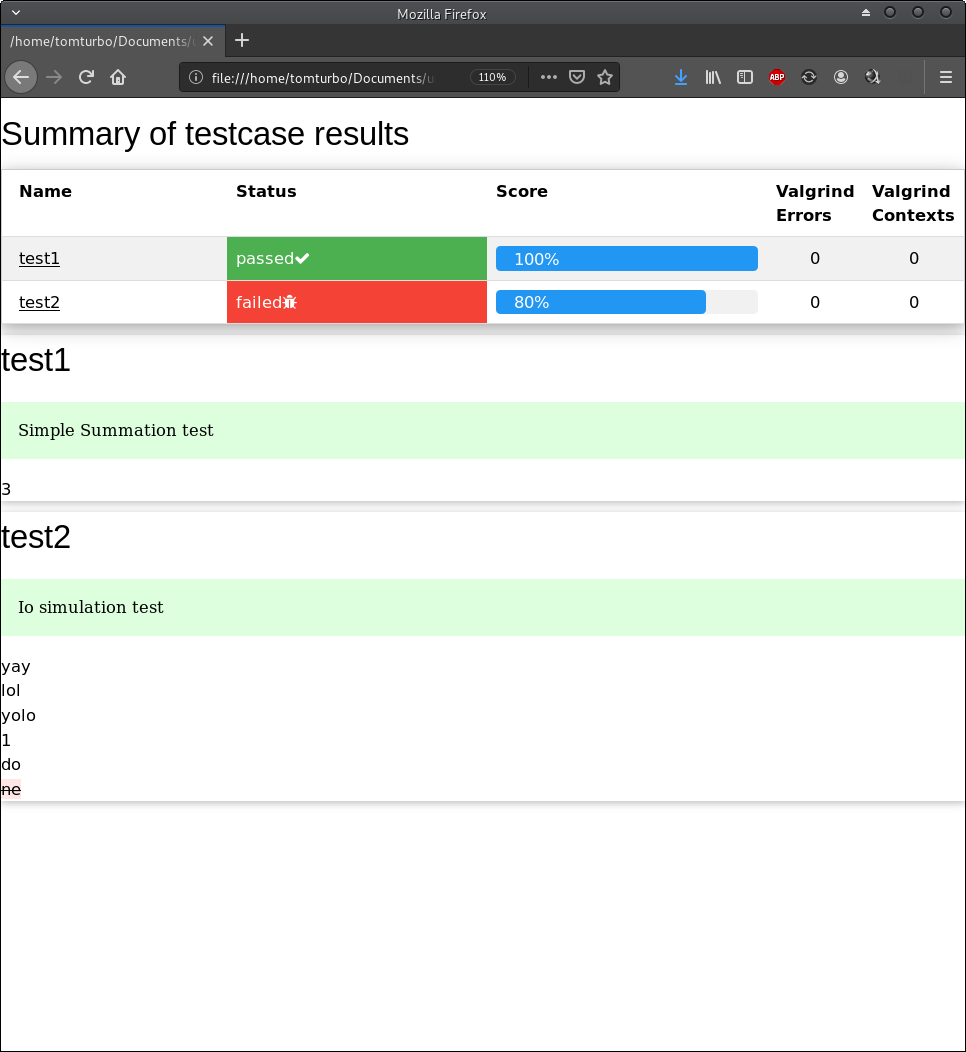 Mozilla Firefox
/home/tomturbo/Documents/
file:///home/tomturbo/Documents/u 110%
ABP
Summary of testcase results
Name Status Score Valgrind Errors Valgrind Contexts
test1 passed 100% 0 0
test2 failed 80% 0 0
test1
Simple Summation test
3
test2
Io simulation test
yay
lol
yolo
1
do
ne